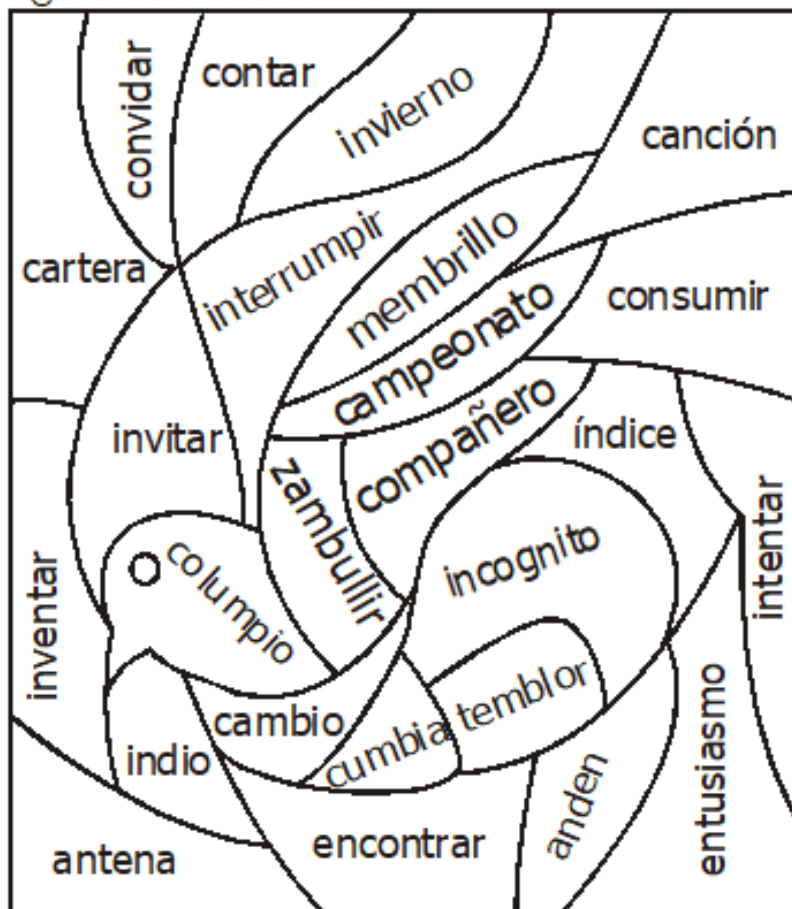 convidar
contar
invierno
canción
cartera
interrumpir
membrillo
campeonato
consumir
invitar
compañero
índice
zambullir
intentar
incognito
columpio
inventar
temblor
cambio
cumbia
indio
entusiasmo
anden
antena
encontrar